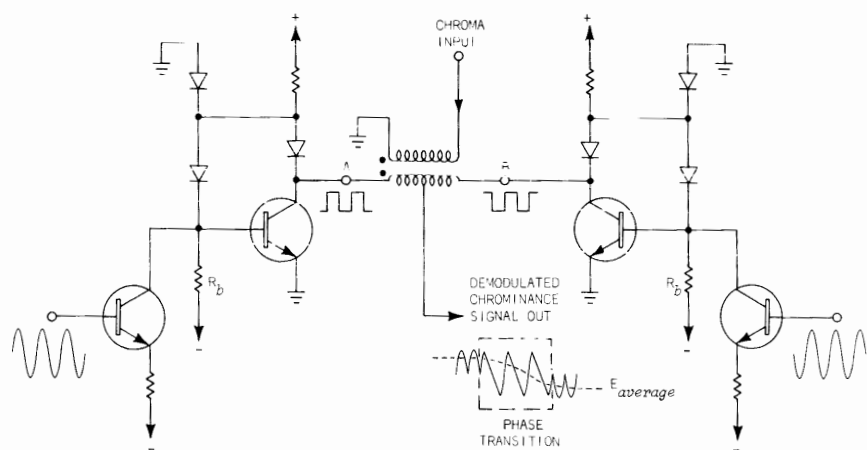 +
CHROMA
INPUT
+
A
B
R_b
R_b
DEMODULATED
CHROMINANCE
SIGNAL OUT
-
-
E_average
PHASE
TRANSITION
-
-